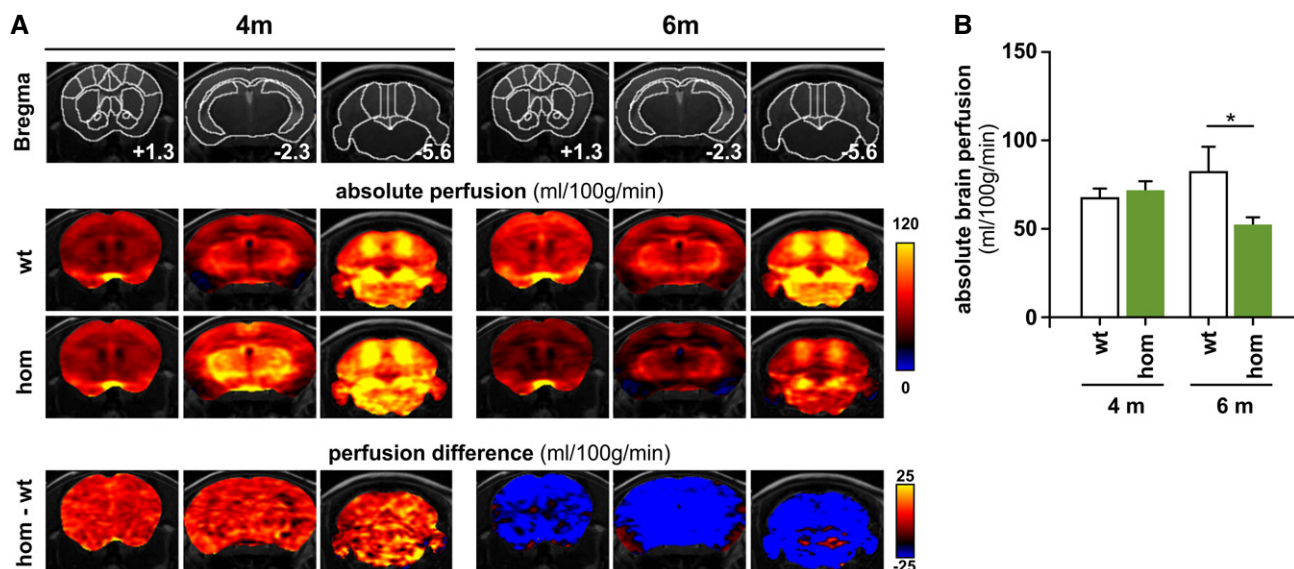 A
4m
6m
Bregma
+1.3
-2.3
-5.6
+1.3
-2.3
-5.6
absolute perfusion (ml/100g/min)
wt
hom
120
0
perfusion difference (ml/100g/min)
hom - wt
25
-25
B
absolute brain perfusion
(ml/100g/min)
150
100
50
0
*
wt
hom
wt
hom
4 m
6 m